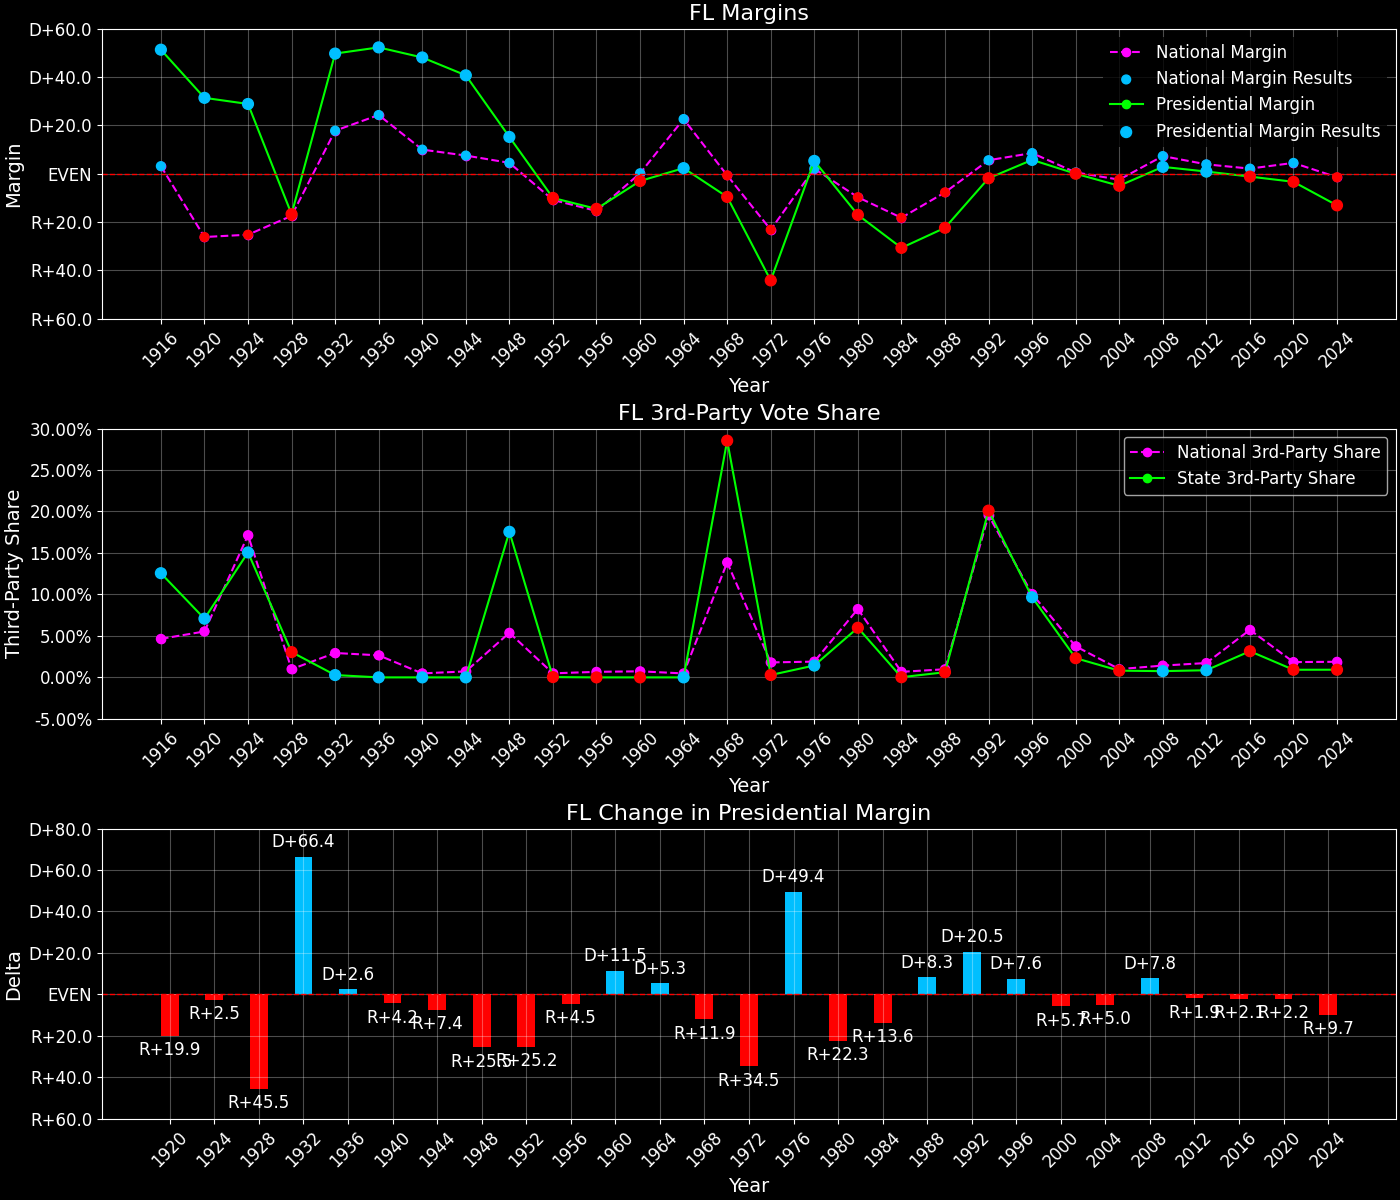 FL Margins
D+60.0
D+40.0
D+20.0
EVEN
R+20.0
R+40.0
R+60.0
Margin
National Margin
National Margin Results
Presidential Margin
Presidential Margin Results
1916 1920 1924 1928 1932 1936 1940 1944 1948 1952 1956 1960 1964 1968 1972 1976 1980 1984 1988 1992 1996 2000 2004 2008 2012 2016 2020 2024
Year
FL 3rd-Party Vote Share
30.00%
25.00%
20.00%
15.00%
10.00%
5.00%
0.00%
-5.00%
Third-Party Share
National 3rd-Party Share
State 3rd-Party Share
1916 1920 1924 1928 1932 1936 1940 1944 1948 1952 1956 1960 1964 1968 1972 1976 1980 1984 1988 1992 1996 2000 2004 2008 2012 2016 2020 2024
Year
FL Change in Presidential Margin
D+80.0
D+60.0
D+40.0
D+20.0
EVEN
R+20.0
R+40.0
R+60.0
Delta
R+19.9
R+2.5
R+45.5
D+66.4
D+2.6
R+4.2
R+7.4
R+25.5
R+25.2
R+4.5
D+11.5
D+5.3
R+11.9
R+34.5
D+49.4
R+22.3
R+13.6
D+8.3
D+20.5
D+7.6
R+5.7
R+5.0
D+7.8
R+1.9
R+2.1
R+2.2
R+9.7
1920 1924 1928 1932 1936 1940 1944 1948 1952 1956 1960 1964 1968 1972 1976 1980 1984 1988 1992 1996 2000 2004 2008 2012 2016 2020 2024
Year